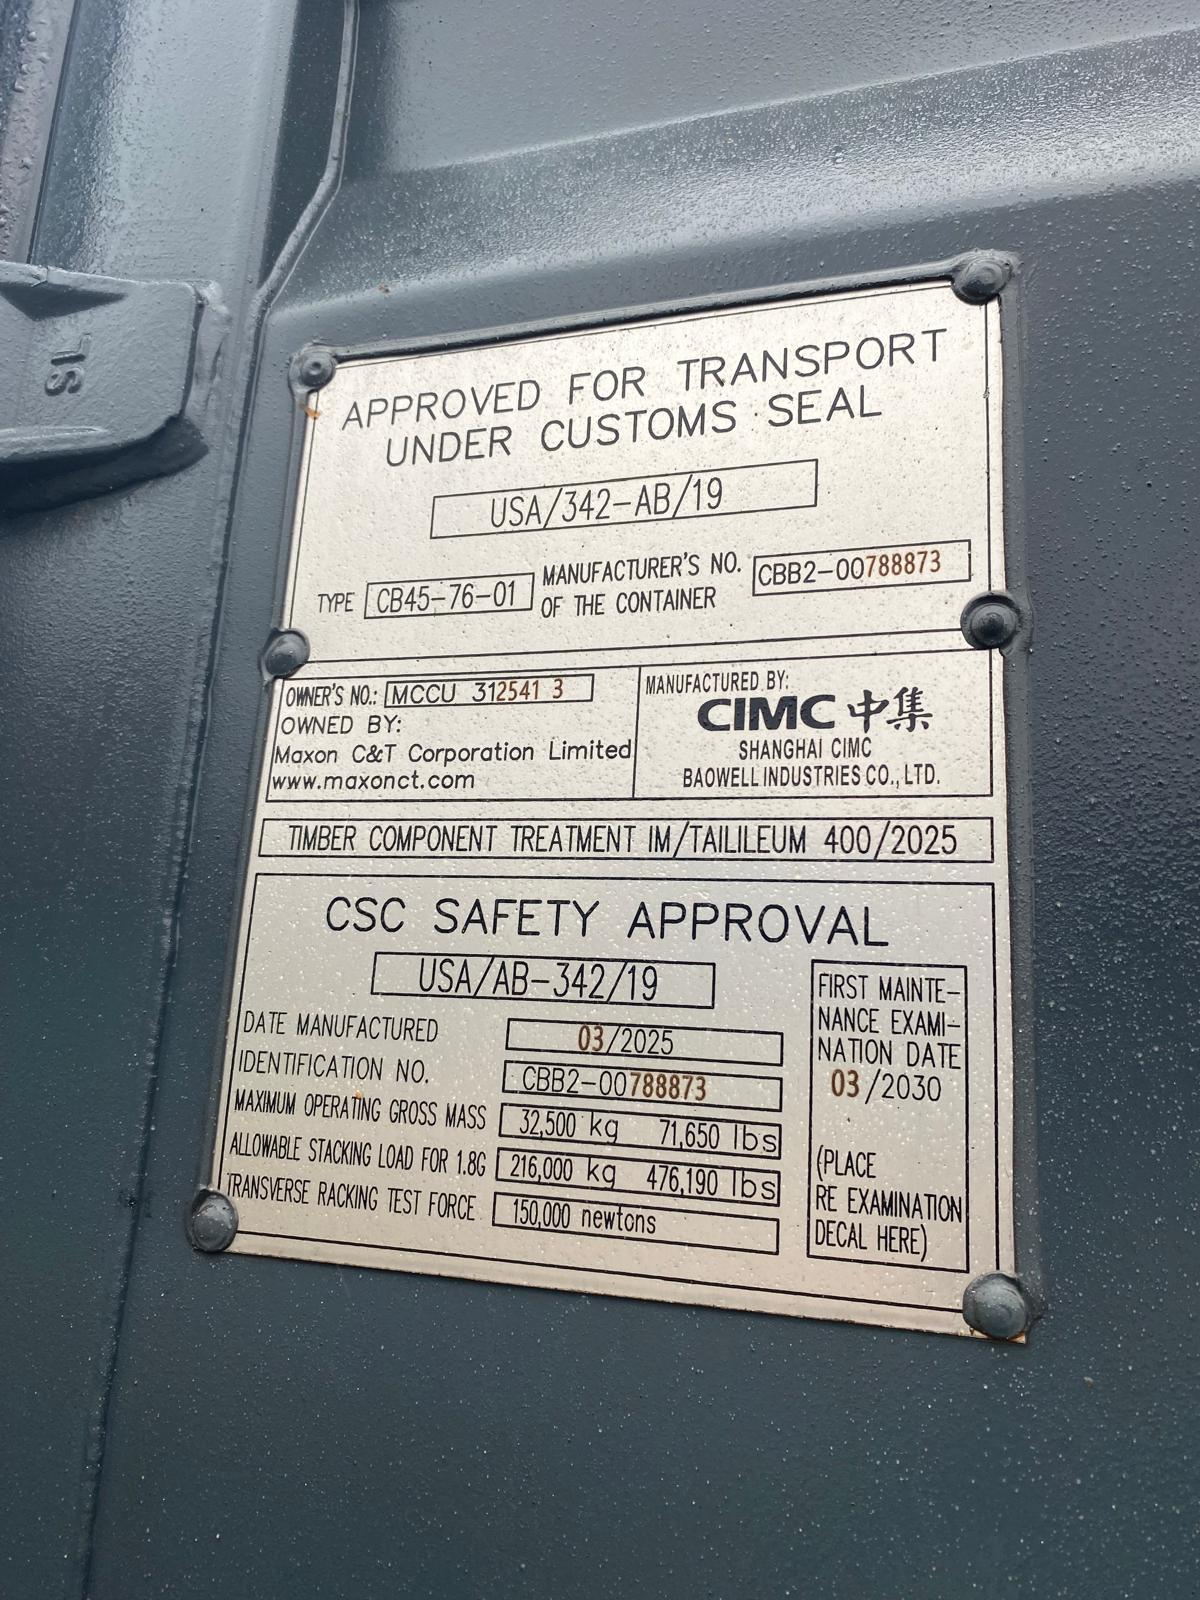 SL
APPROVED FOR TRANSPORT
UNDER CUSTOMS SEAL
USA/342-AB/19
TYPE CB45-76-01 MANUFACTURER'S NO. OF THE CONTAINER CBB2-00788873
OWNER'S NO.: MCCU 312541 3
OWNED BY:
Maxon C&T Corporation Limited
www.maxonct.com
MANUFACTURED BY:
CIMC 中集
SHANGHAI CIMC
BAOWELL INDUSTRIES CO., LTD.
TIMBER COMPONENT TREATMENT IM/TAILILEUM 400/2025
CSC SAFETY APPROVAL
USA/AB-342/19
DATE MANUFACTURED 03/2025
IDENTIFICATION NO. CBB2-00788873
MAXIMUM OPERATING GROSS MASS 32,500 kg 71,650 lbs
ALLOWABLE STACKING LOAD FOR 1.8G 216,000 kg 476,190 lbs
TRANSVERSE RACKING TEST FORCE 150,000 newtons
FIRST MAINTE-
NANCE EXAMI-
NATION DATE
03/2030
(PLACE
RE EXAMINATION
DECAL HERE)